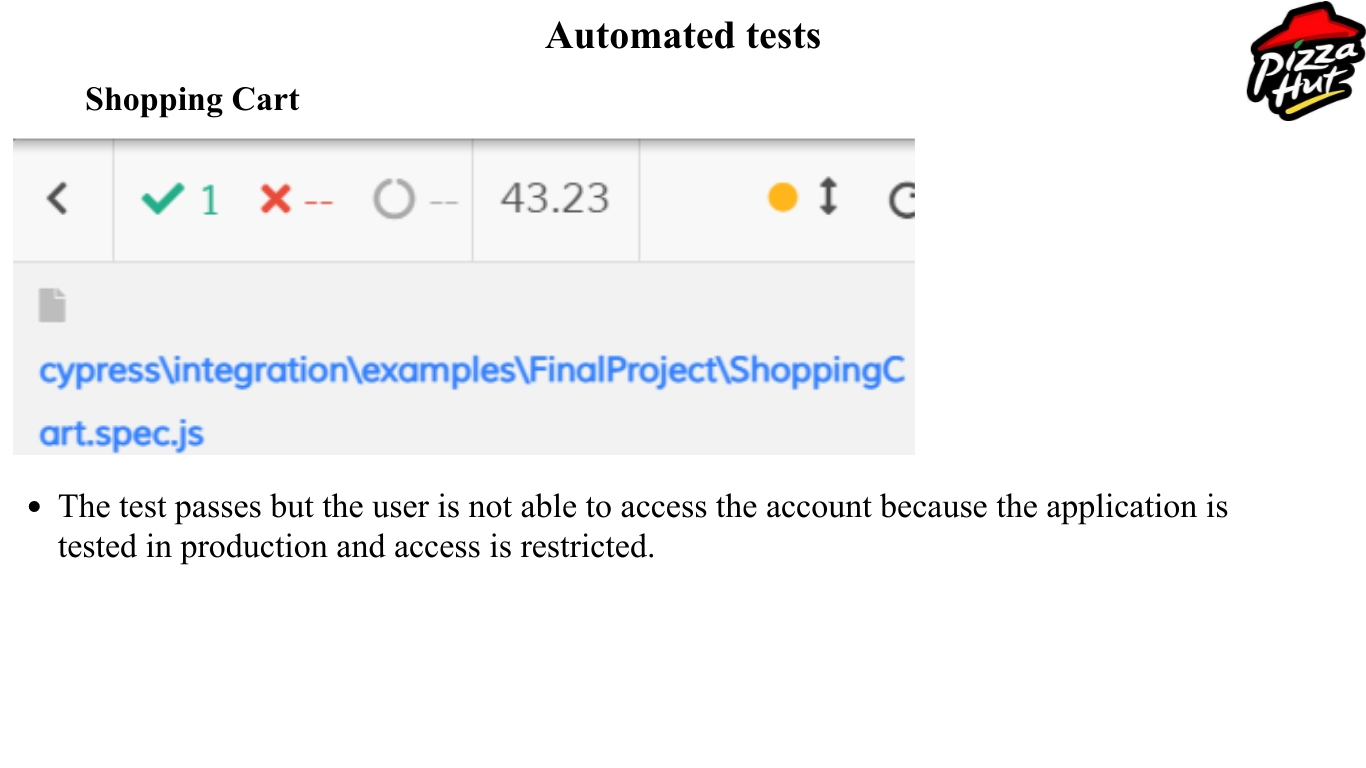 Automated tests
Pizza
Hut
Shopping Cart
1 -- -- 43.23
cypress\integration\examples\FinalProject\ShoppingC
art.spec.js
• The test passes but the user is not able to access the account because the application is
tested in production and access is restricted.